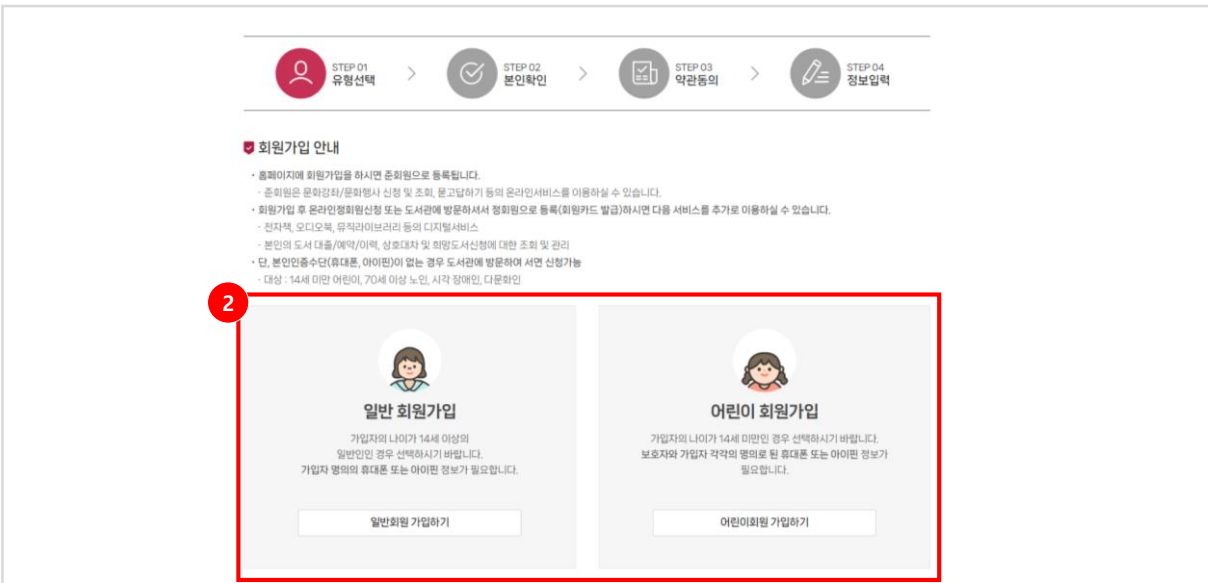 STEP 01
유형선택
STEP 02
본인확인
STEP 03
약관동의
STEP 04
정보입력
회원가입 안내
• 홈페이지에 회원가입을 하시면 준회원으로 등록됩니다.
- 준회원은 문화강좌/문화행사 신청 및 조회, 묻고답하기 등의 온라인서비스를 이용하실 수 있습니다.
• 회원가입 후 온라인정회원신청 또는 도서관에 방문하셔서 정회원으로 등록(회원카드 발급)하시면 다음 서비스를 추가로 이용하실 수 있습니다.
- 전자책, 오디오북, 뮤직라이브러리 등의 디지털서비스
- 본인의 도서 대출/예약/이력, 상호대차 및 희망도서신청에 대한 조회 및 관리
• 단, 본인인증수단(휴대폰, 아이핀)이 없는 경우 도서관에 방문하여 서면 신청가능
- 대상 : 14세 미만 어린이, 70세 이상 노인, 시각 장애인, 다문화인
2
일반 회원가입
가입자의 나이가 14세 이상의
일반인인 경우 선택하시기 바랍니다.
가입자 명의의 휴대폰 또는 아이핀 정보가 필요합니다.
일반회원 가입하기
어린이 회원가입
가입자의 나이가 14세 미만인 경우 선택하시기 바랍니다.
보호자와 가입자 각각의 명의로 된 휴대폰 또는 아이핀 정보가
필요합니다.
어린이회원 가입하기